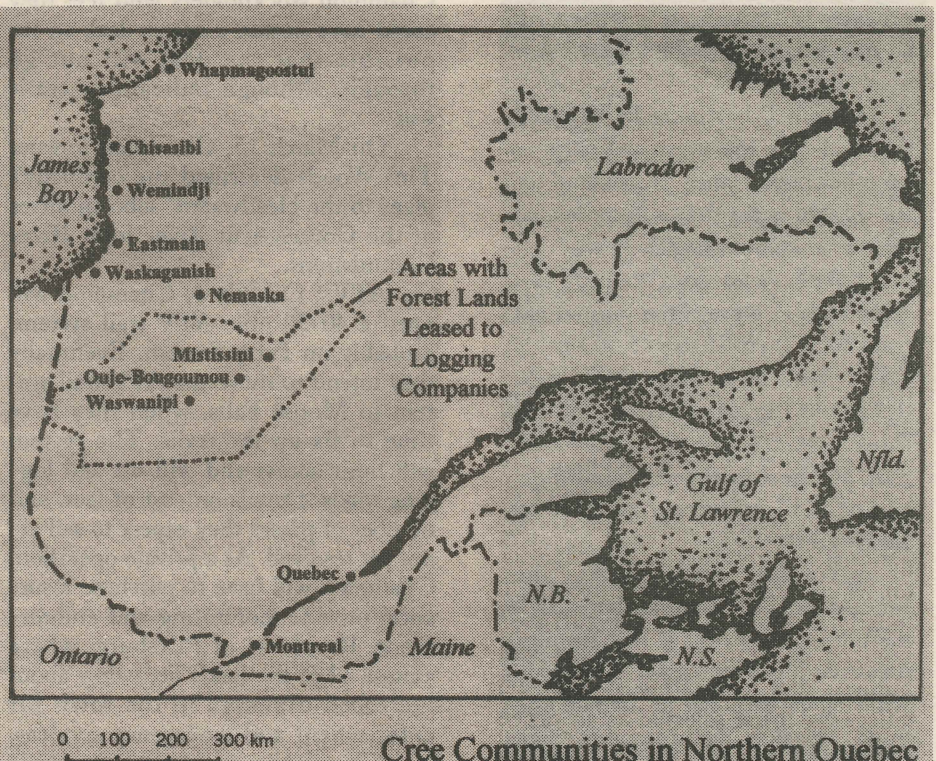 Whapmagoostui
Chisasibi
James
Bay
Wemindji
Eastmain
Waskaganish
Nemaska
Labrador
Areas with
Forest Lands
Leased to
Logging
Companies
Mistissini
Ouje-Bougoumou
Waswanipi
Nfld.
Gulf of
St. Lawrence
Quebec
N.B.
Montreal
Ontario
Maine
N.S.
0 100 200 300 km
Cree Communities in Northern Quebec